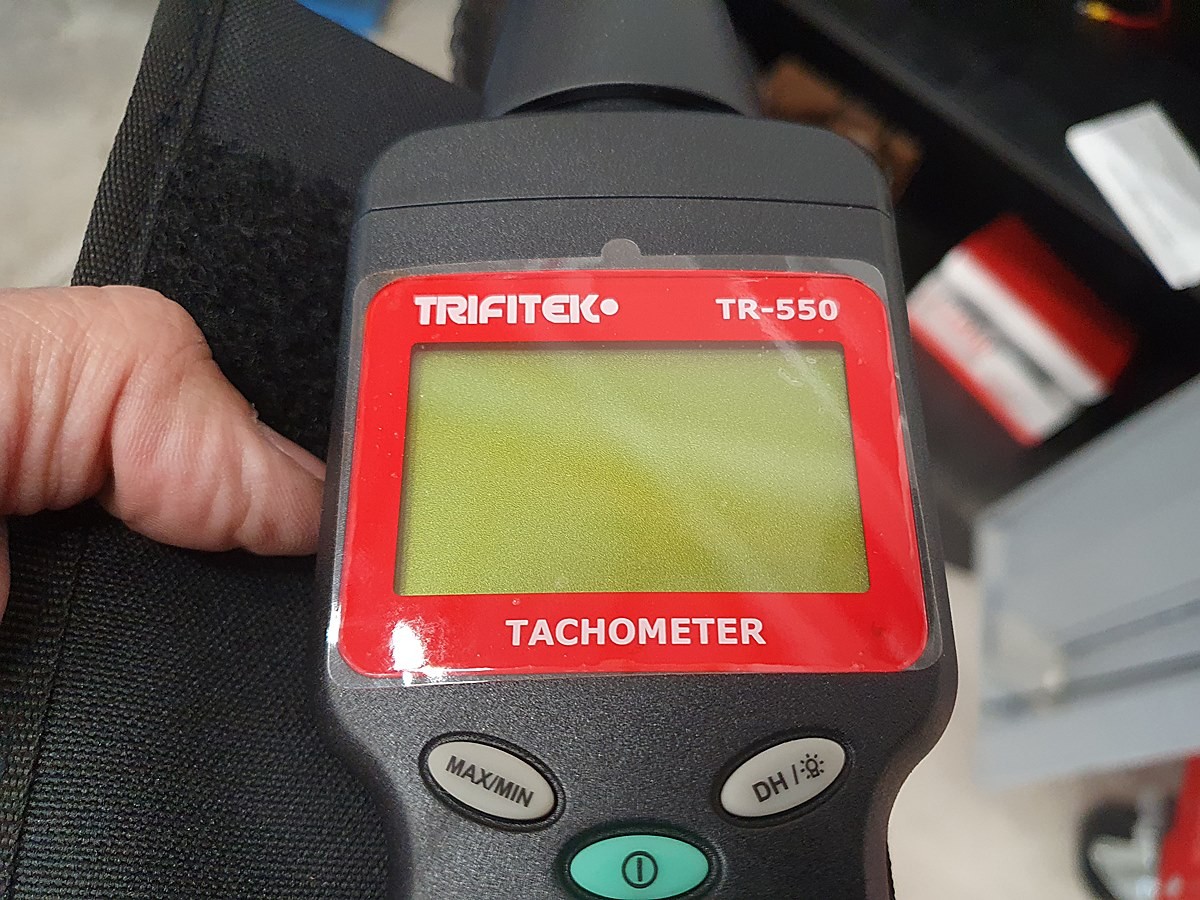 TRIFITEK
TR-550
TACHOMETER
MAX/MIN
DH /